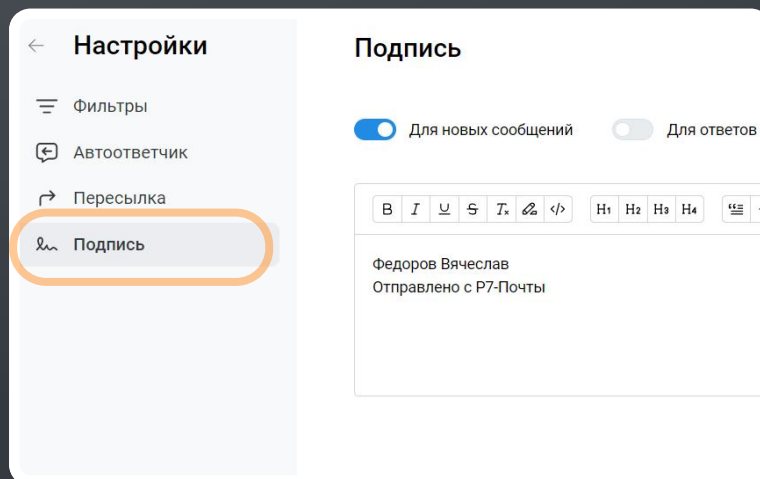 Настройки
Фильтры
Автоответчик
Пересылка
Подпись
Подпись
Для новых сообщений
Для ответов
B I U S Tx </> H1 H2 H3 H4
Федоров Вячеслав
Отправлено с Р7-Почты